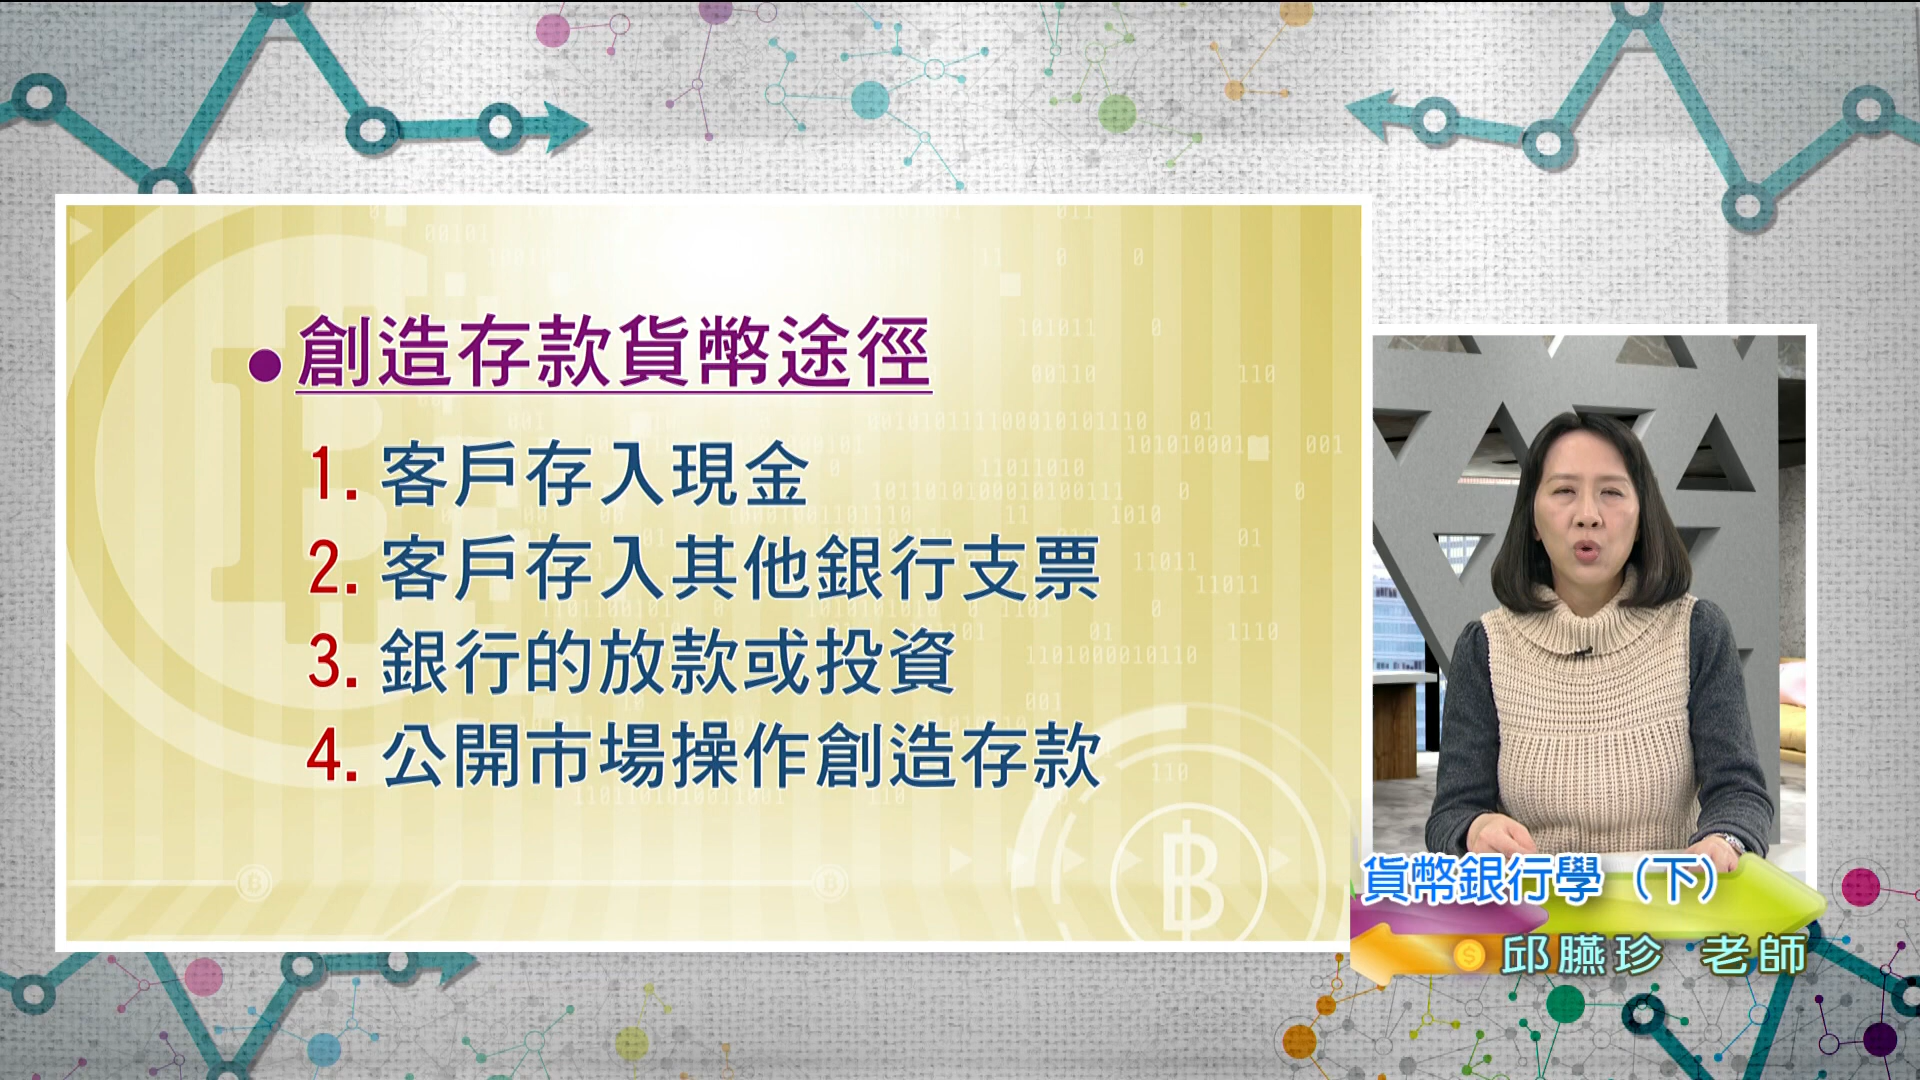 創造存款貨幣途徑
1. 客戶存入現金
2. 客戶存入其他銀行支票
3. 銀行的放款或投資
4. 公開市場操作創造存款
貨幣銀行學（下）
邱臙珍 老師